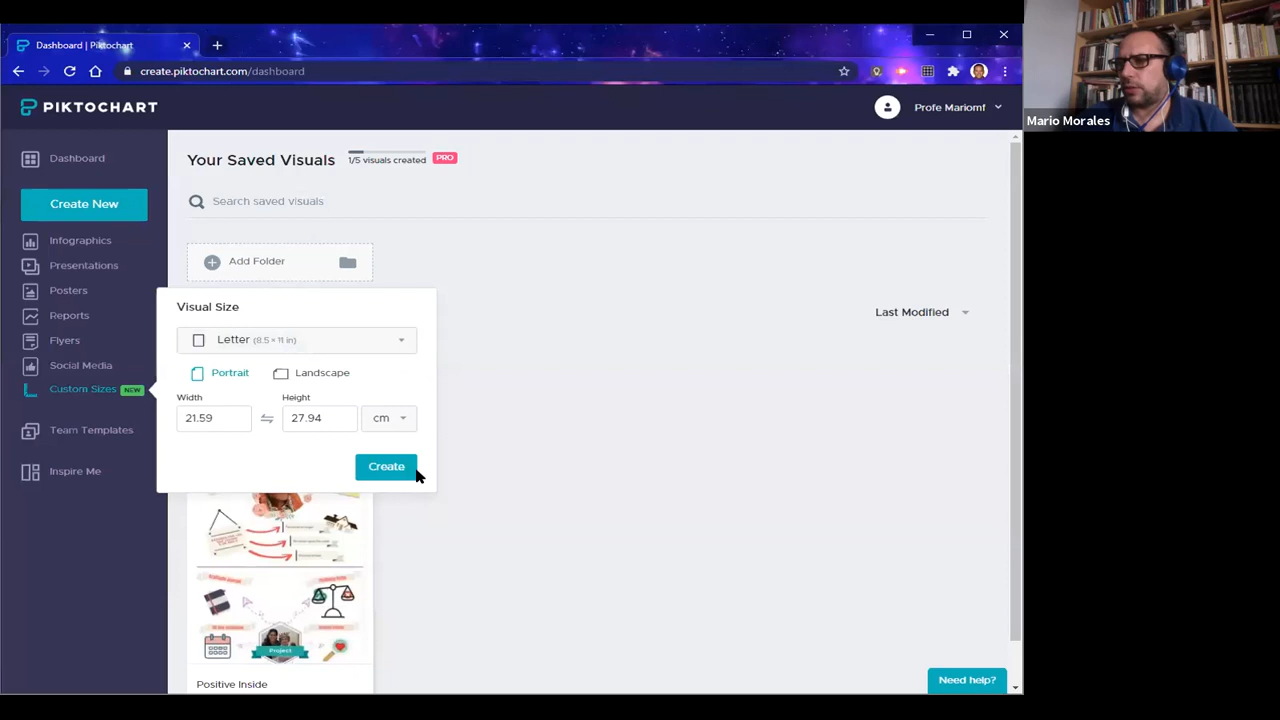 Dashboard | Piktochart
create.piktochart.com/dashboard
PIKTOCHART
Profe Mariomf
Mario Morales
Dashboard
Create New
Infographics
Presentations
Posters
Reports
Flyers
Social Media
Custom Sizes NEW
Team Templates
Inspire Me
Your Saved Visuals
1/5 visuals created
PRO
Search saved visuals
Add Folder
Last Modified
Visual Size
Letter (8.5 × 11 in)
Portrait
Landscape
Width
Height
21.59
27.94
cm
Create
Project
Positive Inside
Need help?